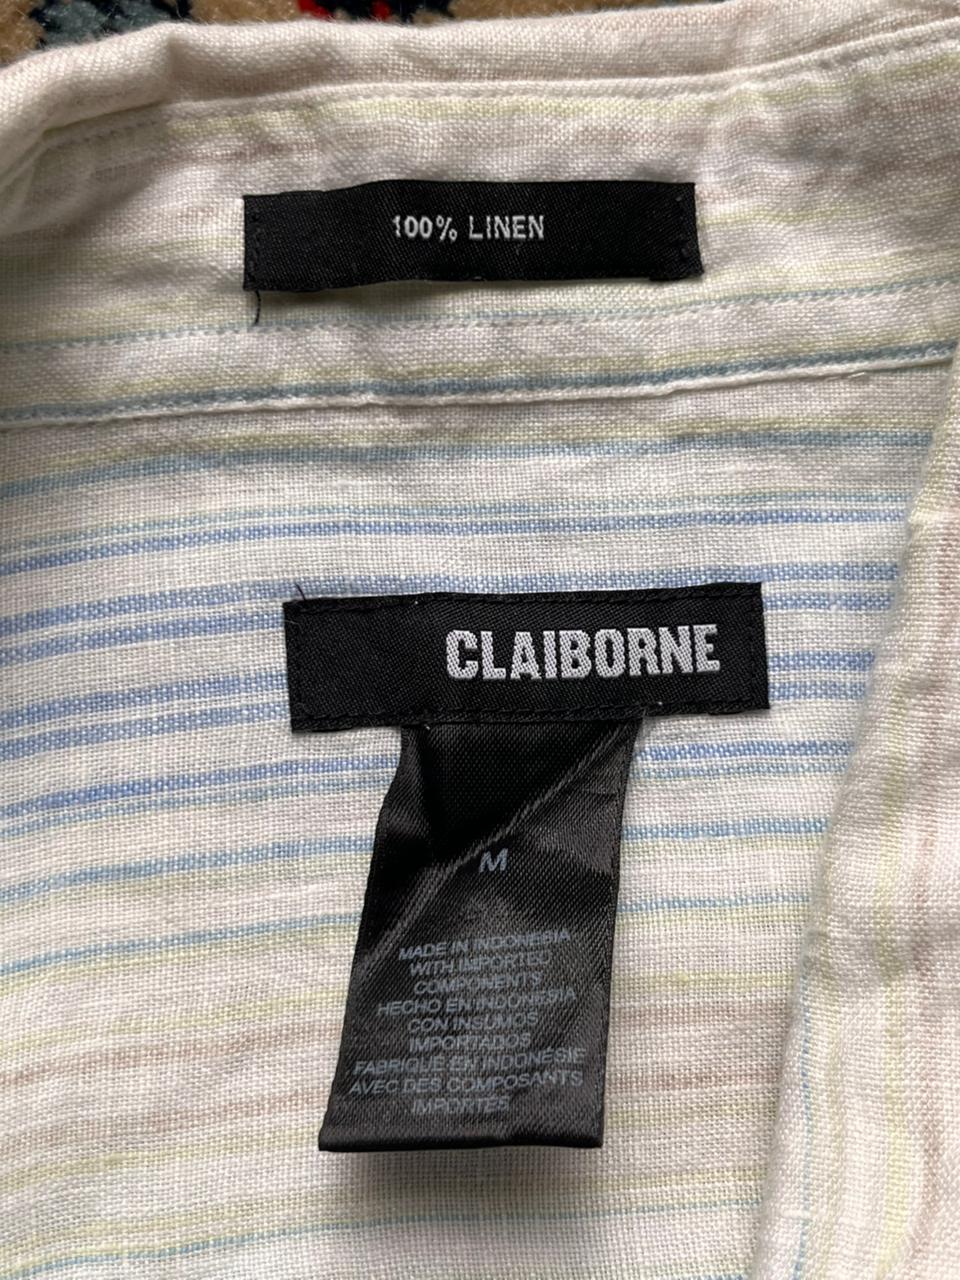 100% LINEN
CLAIBORNE
M
MADE IN INDONESIA
WITH IMPORTED
COMPONENTS
HECHO EN INDONESIA
CON INSUMOS
IMPORTADOS
FABRIQUÉ EN INDONESIE
AVEC DES COMPOSANTS
IMPORTES